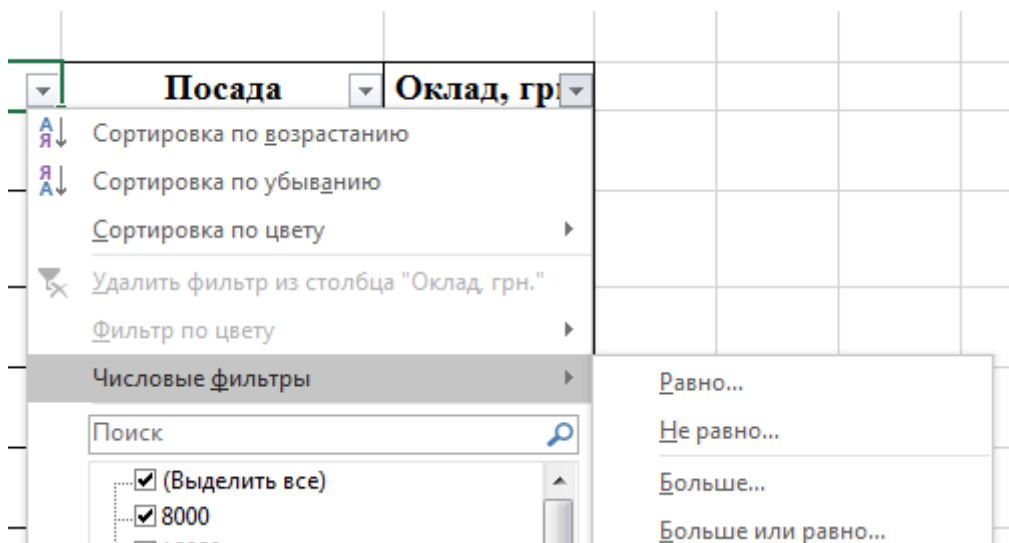 Посада
Оклад, гр
Сортировка по возрастанию
Сортировка по убыванию
Сортировка по цвету
Удалить фильтр из столбца "Оклад, грн."
Фильтр по цвету
Числовые фильтры
Поиск
(Выделить все)
8000
Равно...
Не равно...
Больше...
Больше или равно...